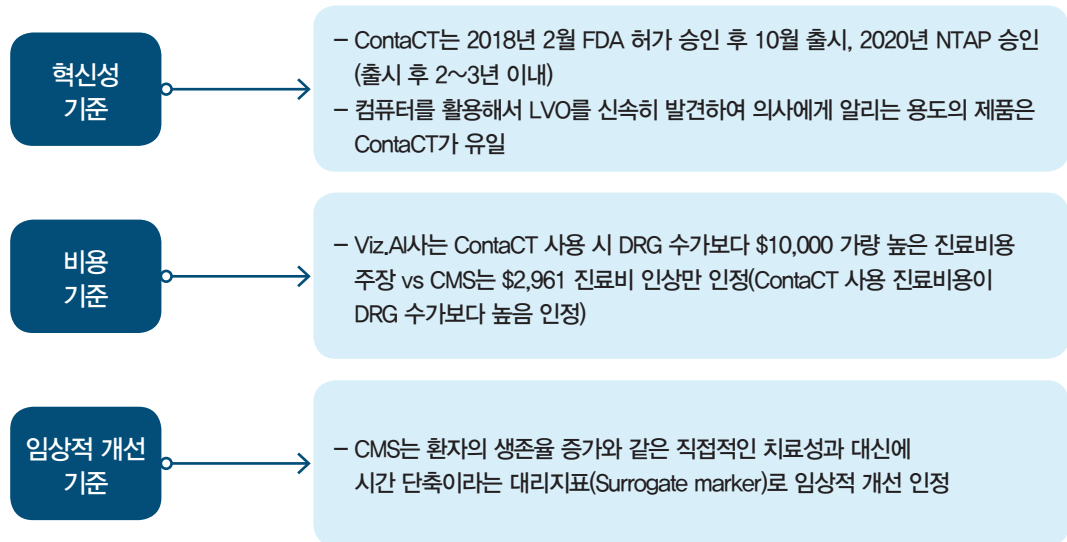 혁신성
기준
– ContaCT는 2018년 2월 FDA 허가 승인 후 10월 출시, 2020년 NTAP 승인
(출시 후 2~3년 이내)
– 컴퓨터를 활용해서 LVO를 신속히 발견하여 의사에게 알리는 용도의 제품은
ContaCT가 유일
비용
기준
– Viz.AI사는 ContaCT 사용 시 DRG 수가보다 $10,000 가량 높은 진료비용
주장 vs CMS는 $2,961 진료비 인상만 인정(ContaCT 사용 진료비용이
DRG 수가보다 높음 인정)
임상적 개선
기준
– CMS는 환자의 생존율 증가와 같은 직접적인 치료성과 대신에
시간 단축이라는 대리지표(Surrogate marker)로 임상적 개선 인정